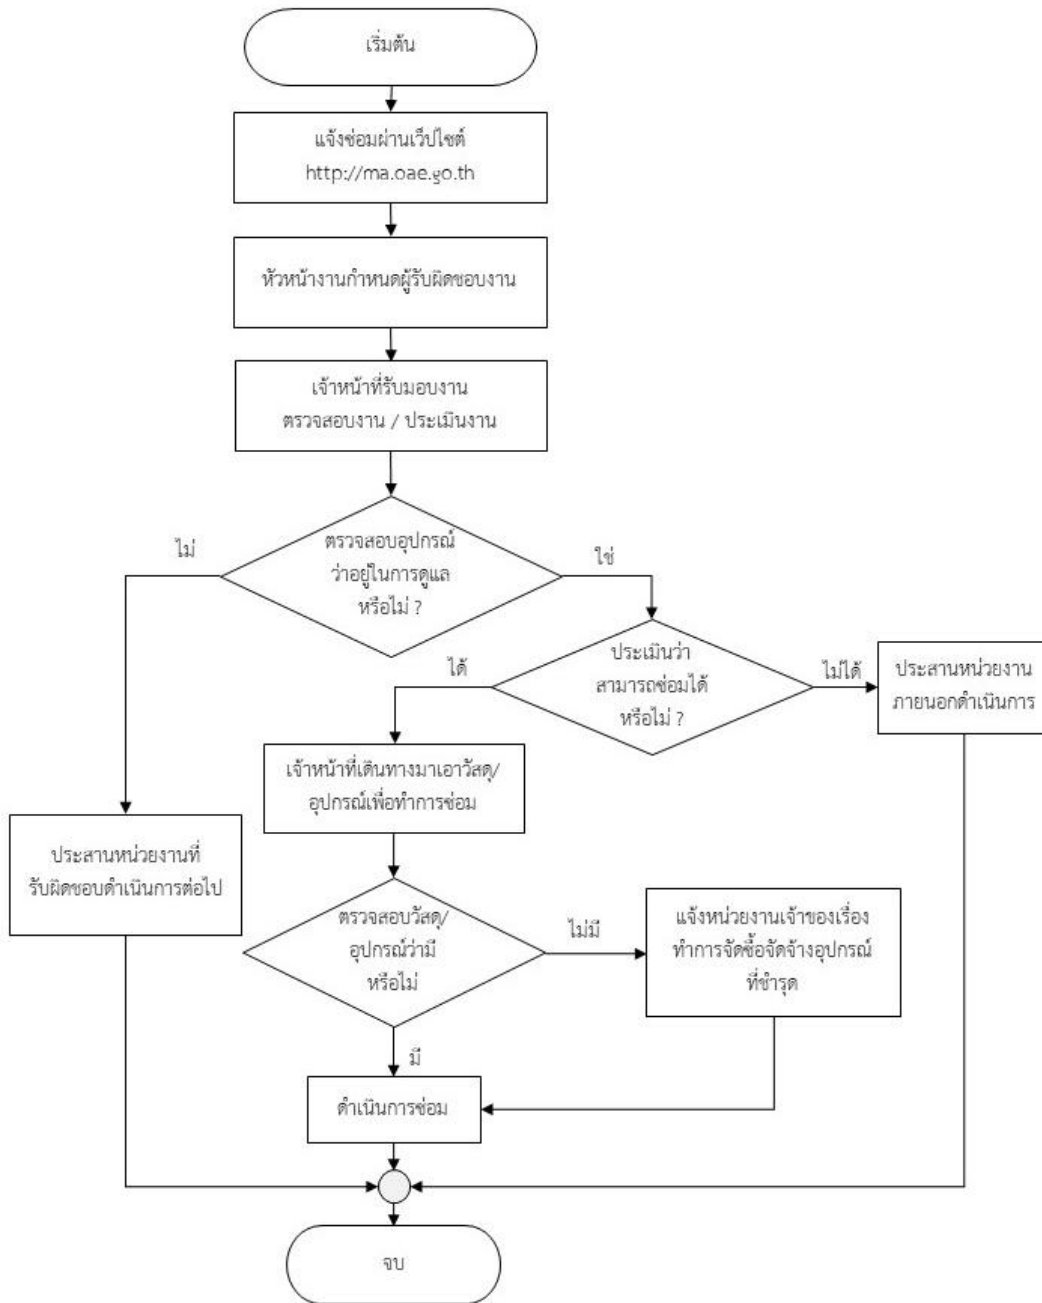 เริ่มต้น
แจ้งซ่อมผ่านเว็ปไซต์
http://ma.oae.go.th
หัวหน้างานกำหนดผู้รับผิดชอบงาน
เจ้าหน้าที่รับมอบงาน
ตรวจสอบงาน / ประเมินงาน
ตรวจสอบอุปกรณ์
ว่าอยู่ในการดูแล
หรือไม่ ?
ไม่
ใช่
ประเมินว่า
สามารถซ่อมได้
หรือไม่ ?
ได้
ไม่ได้
ประสานหน่วยงาน
ภายนอกดำเนินการ
เจ้าหน้าที่เดินทางมาเอาวัสดุ/
อุปกรณ์เพื่อทำการซ่อม
ประสานหน่วยงานที่
รับผิดชอบดำเนินการต่อไป
ตรวจสอบวัสดุ/
อุปกรณ์ว่ามี
หรือไม่
ไม่มี
แจ้งหน่วยงานเจ้าของเรื่อง
ทำการจัดซื้อจัดจ้างอุปกรณ์
ที่ชำรุด
มี
ดำเนินการซ่อม
จบ